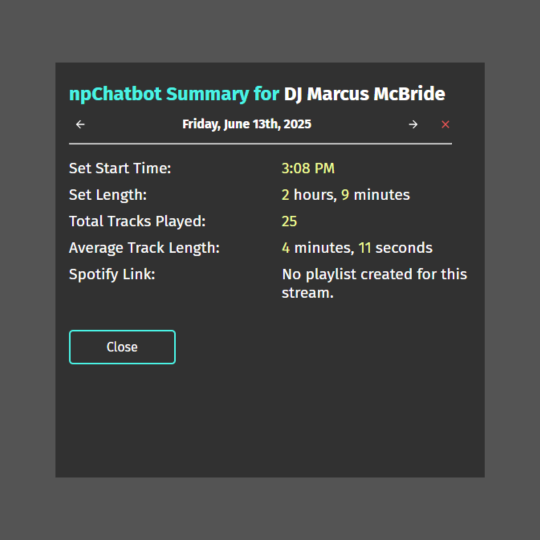 npChatbot Summary for DJ Marcus McBride
← Friday, June 13th, 2025 → ×
Set Start Time: 3:08 PM
Set Length: 2 hours, 9 minutes
Total Tracks Played: 25
Average Track Length: 4 minutes, 11 seconds
Spotify Link: No playlist created for this
stream.
Close